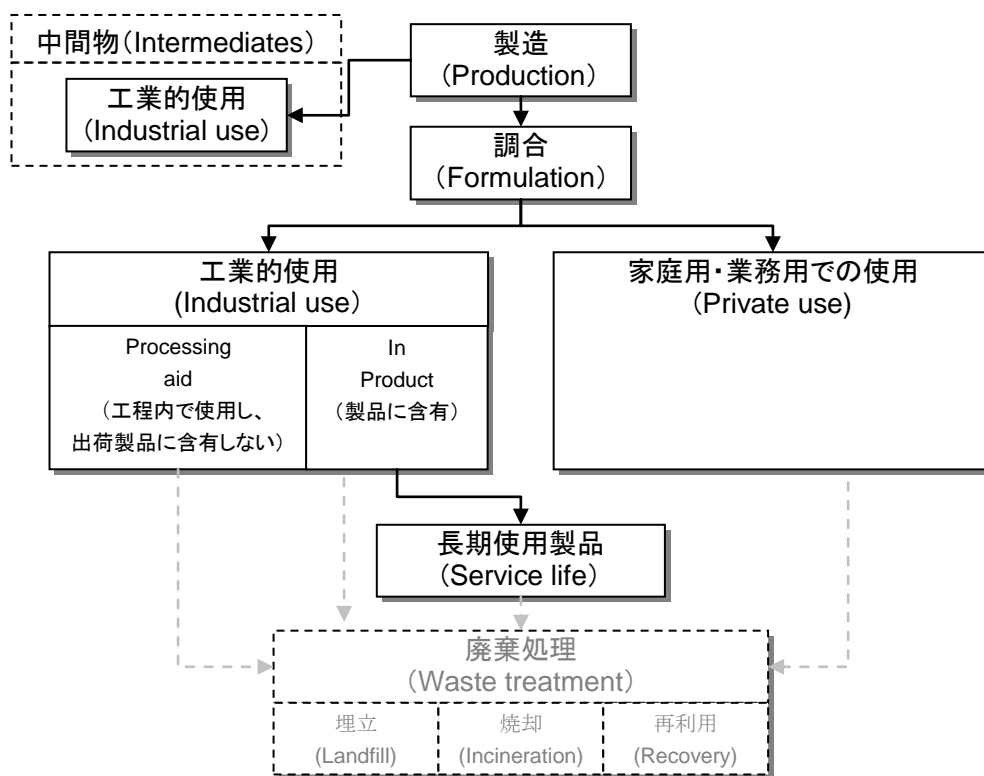 中間物（Intermediates）
工業的使用
（Industrial use）
製造
（Production）
調合
（Formulation）
工業的使用
(Industrial use）
Processing
aid
（工程内で使用し、
出荷製品に含有しない）
In
Product
（製品に含有）
家庭用・業務用での使用
（Private use)
長期使用製品
（Service life）
廃棄処理
（Waste treatment）
埋立
(Landfill)
焼却
(Incineration)
再利用
(Recovery)